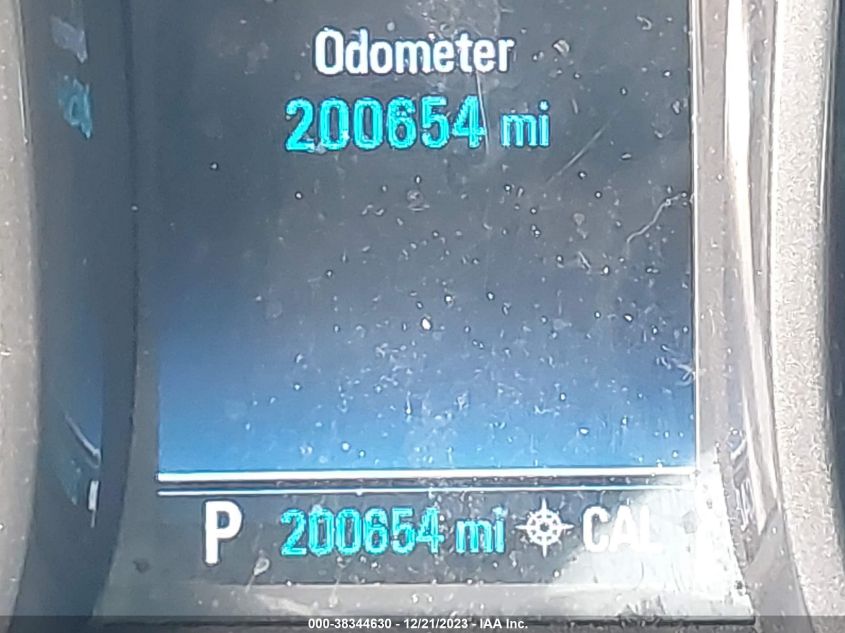 Odometer
200654 mi
P 200654 mi CAL
000-38344630 - 12/21/2023 - IAA Inc.